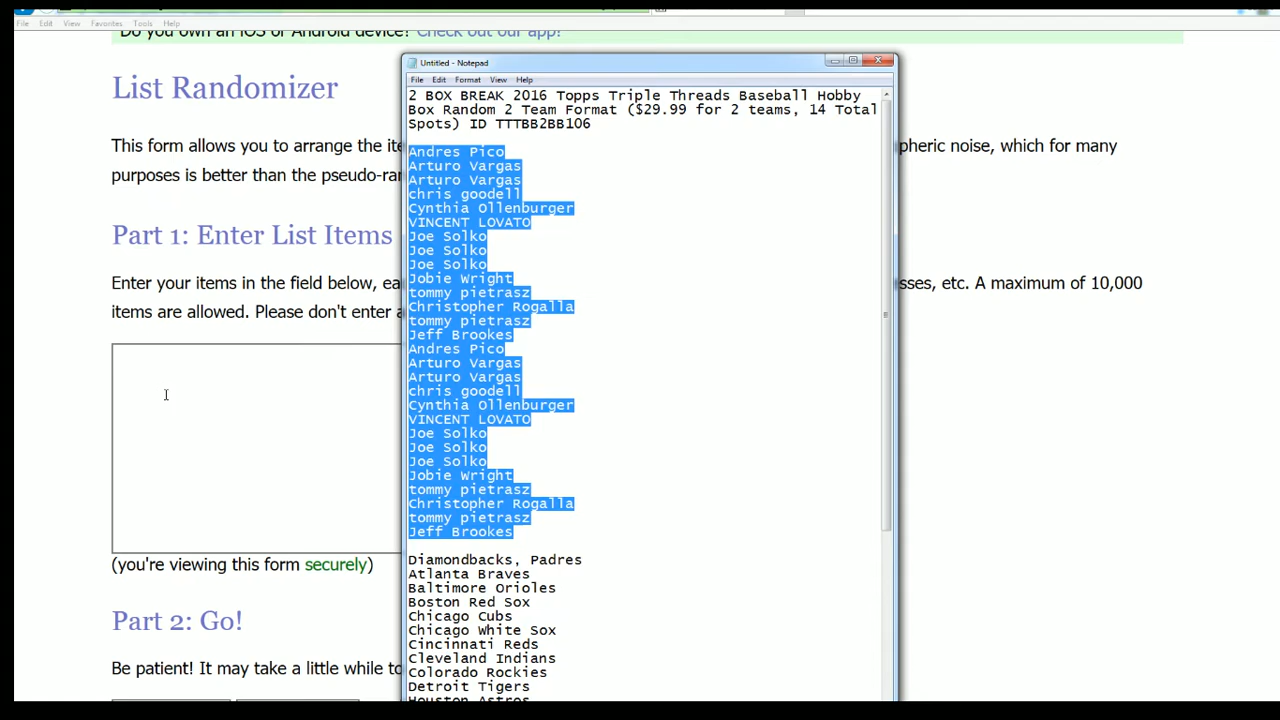 File Edit View Favorites Tools Help
Do you own an iOS or Android device? Check out our app!
List Randomizer
This form allows you to arrange the ite
pheric noise, which for many
purposes is better than the pseudo-ra
Part 1: Enter List Items
Enter your items in the field below, ea
sses, etc. A maximum of 10,000
items are allowed. Please don't enter a
(you're viewing this form securely)
Part 2: Go!
Be patient! It may take a little while to
Untitled - Notepad
File Edit Format View Help
2 BOX BREAK 2016 Topps Triple Threads Baseball Hobby
Box Random 2 Team Format ($29.99 for 2 teams, 14 Total
Spots) ID TTTBB2BB106
Andres Pico
Arturo Vargas
Arturo Vargas
chris goodell
Cynthia Ollenburger
VINCENT LOVATO
Joe Solko
Joe Solko
Joe Solko
Jobie Wright
tommy pietrasz
Christopher Rogalla
tommy pietrasz
Jeff Brookes
Andres Pico
Arturo Vargas
Arturo Vargas
chris goodell
Cynthia Ollenburger
VINCENT LOVATO
Joe Solko
Joe Solko
Joe Solko
Jobie Wright
tommy pietrasz
Christopher Rogalla
tommy pietrasz
Jeff Brookes
Diamondbacks, Padres
Atlanta Braves
Baltimore Orioles
Boston Red Sox
Chicago Cubs
Chicago White Sox
Cincinnati Reds
Cleveland Indians
Colorado Rockies
Detroit Tigers
Houston Astros